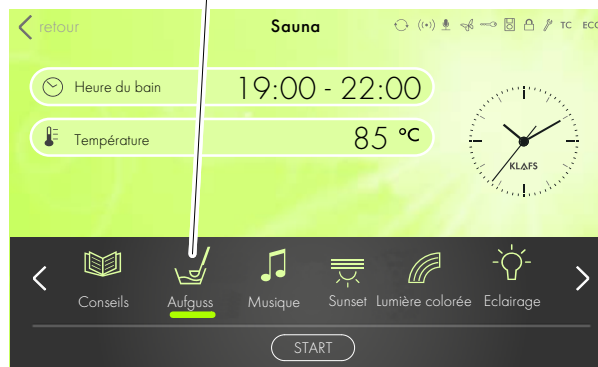 retour Sauna TC ECO
Heure du bain 19:00 - 22:00
Température 85 °C
KLAFS
Conseils Aufguss Musique Sunset Lumière colorée Eclairage
START